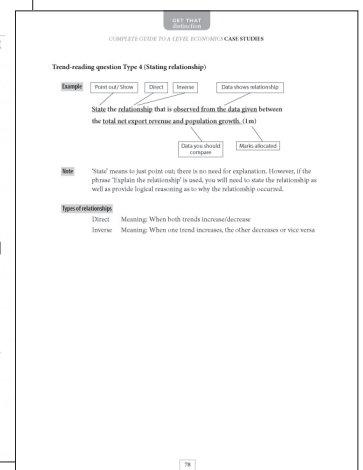 GET THAT
distinction
COMPLETE GUIDE TO A-LEVEL ECONOMICS CASE STUDIES
Trend-reading question Type 4 (Stating relationship)
Example
Point out/ Show
Direct
Inverse
Data shows relationship
State the relationship that is observed from the data given between
the total net export revenue and population growth. (1m)
Data you should
compare
Marks allocated
Note
'State' means to just point out; there is no need for explanation. However, if the
phrase 'Explain the relationship' is used, you will need to state the relationship as
well as provide logical reasoning as to why the relationship occurred.
Types of relationships
Direct Meaning: When both trends increase/decrease
Inverse Meaning: When one trend increases, the other decreases or vice versa
78